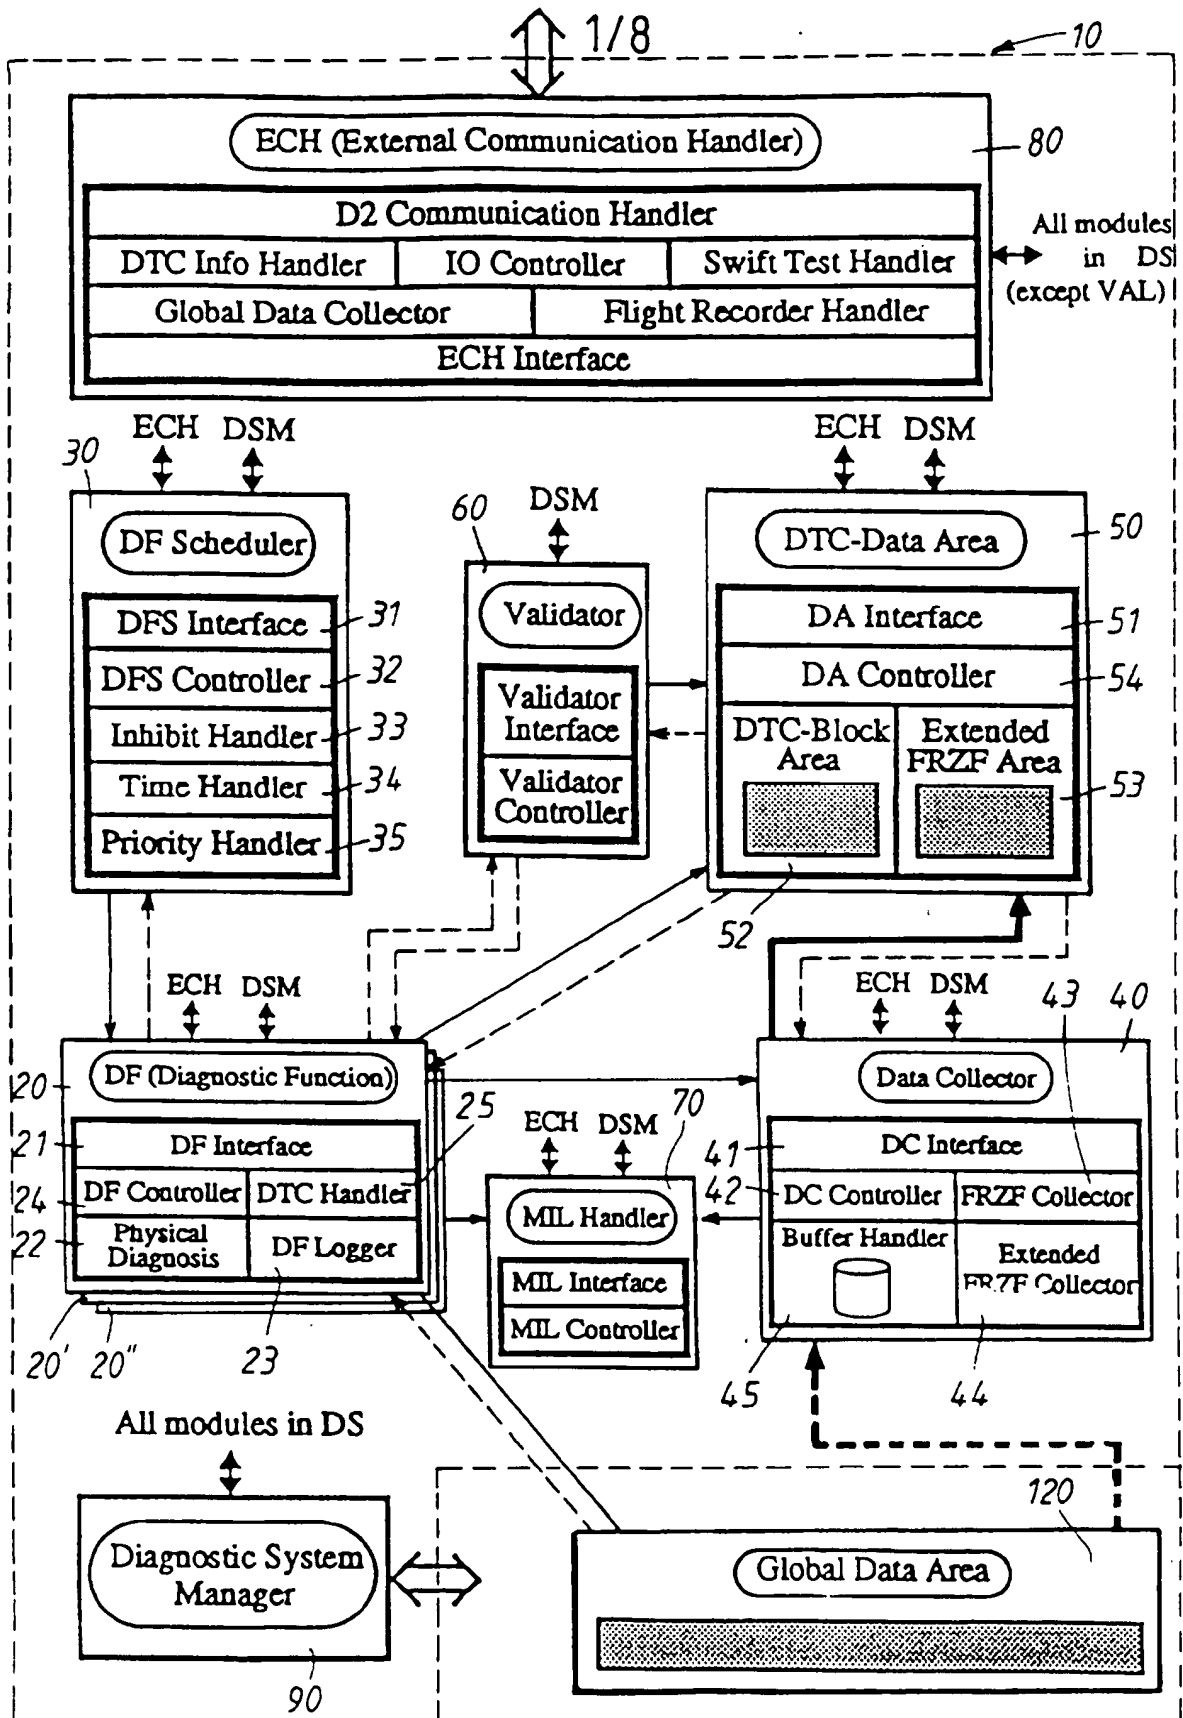 1/8
10
ECH (External Communication Handler)
80
D2 Communication Handler
DTC Info Handler
IO Controller
Swift Test Handler
Global Data Collector
Flight Recorder Handler
ECH Interface
All modules
in DS
(except VAL)
ECH DSM
30
DF Scheduler
DFS Interface
31
DFS Controller
32
Inhibit Handler
33
Time Handler
34
Priority Handler
35
DSM
60
Validator
Validator
Interface
Validator
Controller
ECH DSM
DTC-Data Area
50
DA Interface
51
DA Controller
54
DTC-Block
Area
Extended
FRZF Area
53
52
ECH DSM
20
DF (Diagnostic Function)
21
DF Interface
25
24
DF Controller
DTC Handler
22
Physical
Diagnosis
DF Logger
20'
20"
23
ECH DSM
70
MIL Handler
MIL Interface
MIL Controller
ECH DSM
43
40
Data Collector
41
DC Interface
42
DC Controller
FRZF Collector
Buffer Handler
Extended
FRZF Collector
45
44
All modules in DS
Diagnostic System
Manager
90
120
Global Data Area